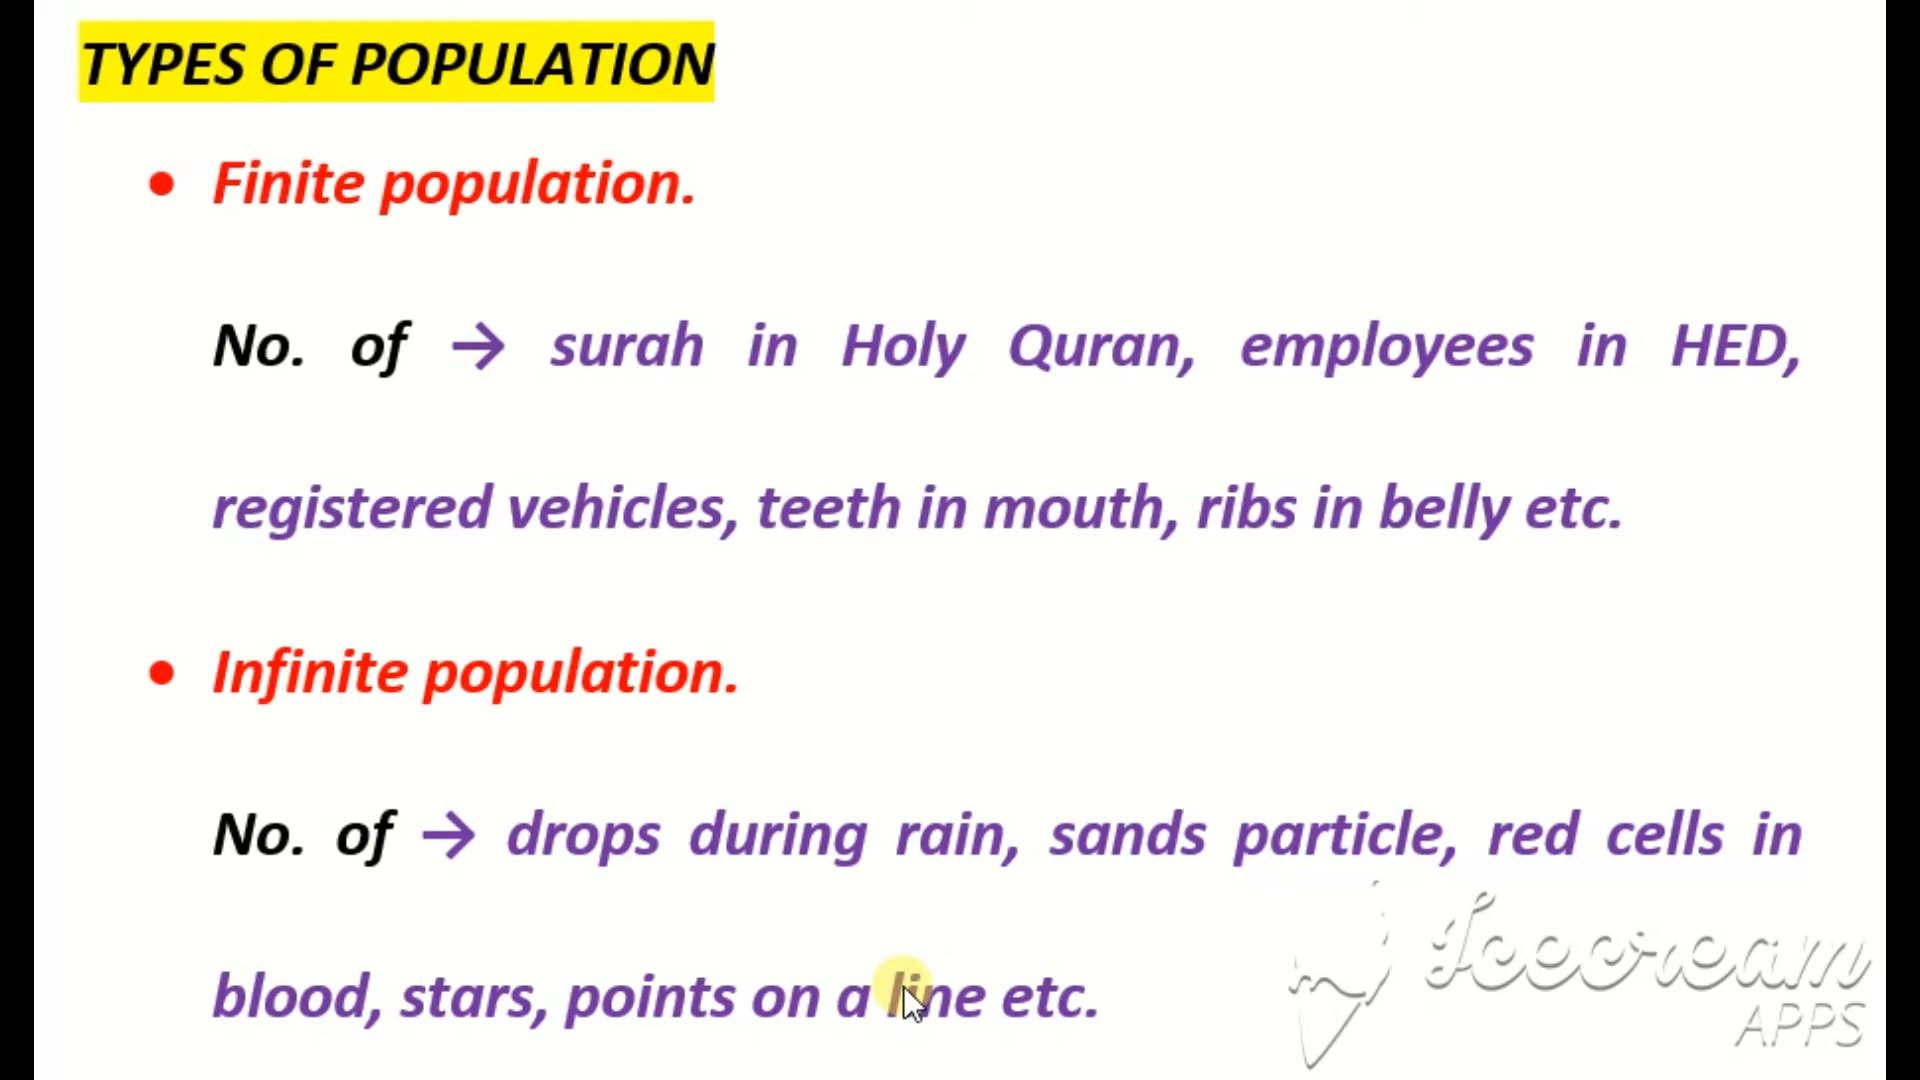 TYPES OF POPULATION
• Finite population.
No. of → surah in Holy Quran, employees in HED,
registered vehicles, teeth in mouth, ribs in belly etc.
• Infinite population.
No. of → drops during rain, sands particle, red cells in
blood, stars, points on a line etc.
Icecream
APPS